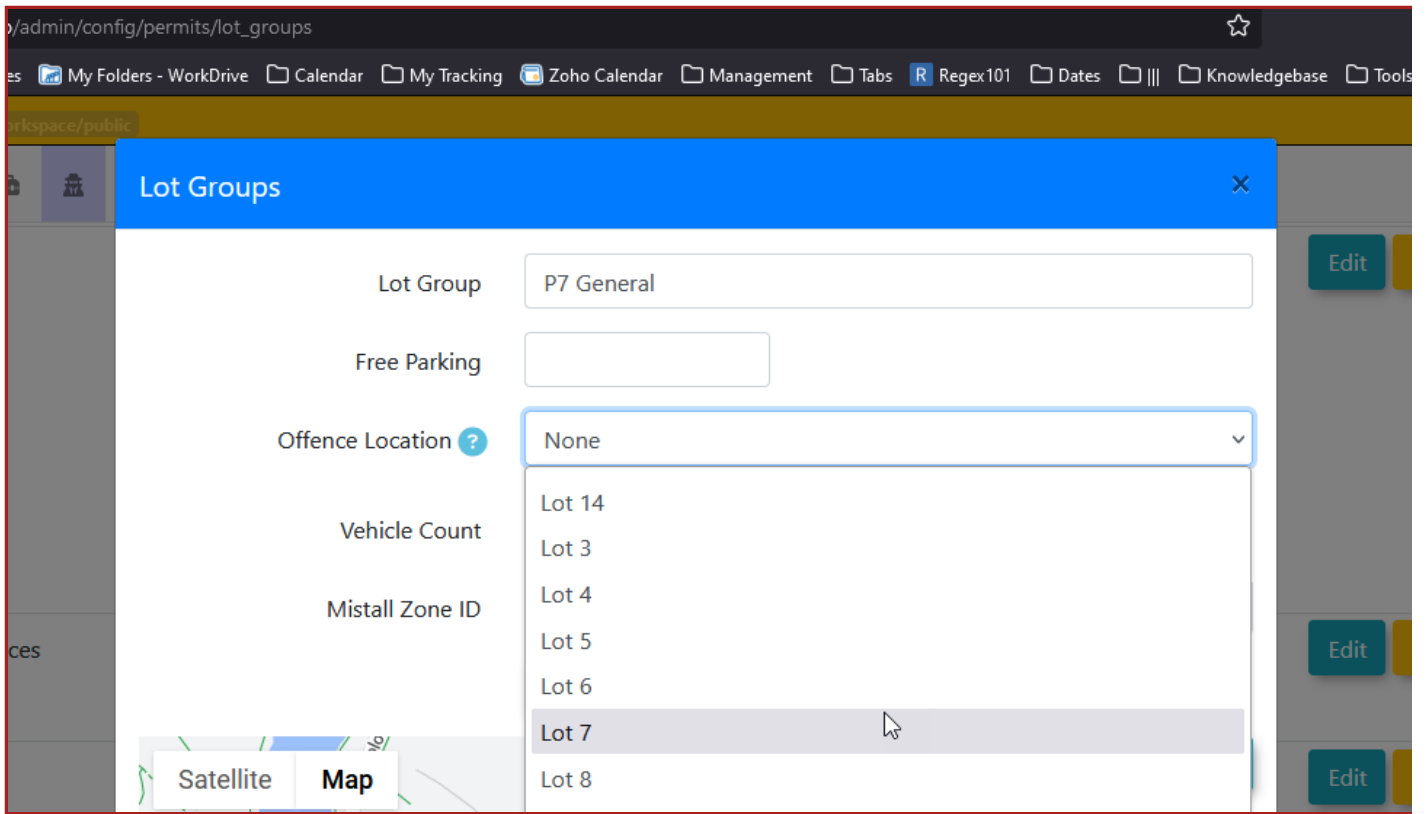 /admin/config/permits/lot_groups
es My Folders - WorkDrive Calendar My Tracking Zoho Calendar Management Tabs R Regex101 Dates ||| Knowledgebase Tools
orkspace/public
Lot Groups ×
Edit
Lot Group P7 General
Free Parking
Offence Location ? None
Lot 14
Vehicle Count
Lot 3
Lot 4
Mistall Zone ID
Lot 5
ces
Edit
Lot 6
Lot 7
Satellite Map
Lot 8
Edit